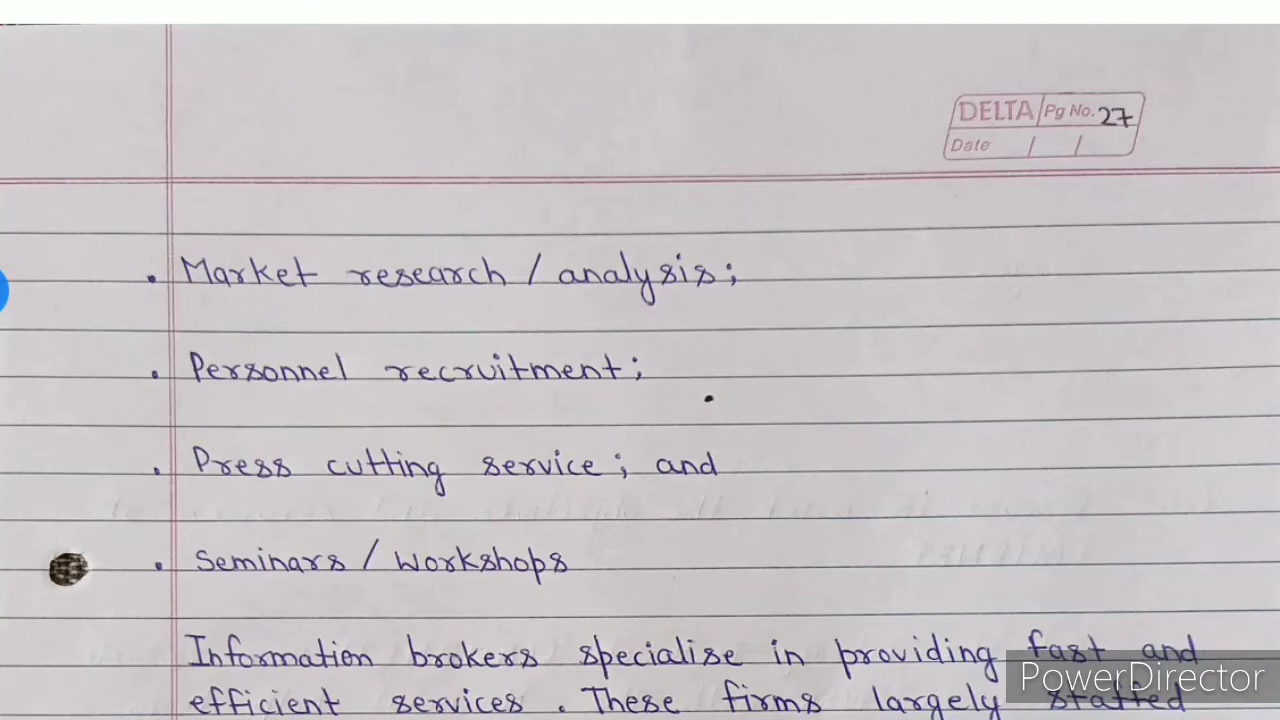 DELTA Pg No. 27
Date / /
• Market research / analysis;
• Personnel recruitment;
• Press cutting service; and
• Seminars / Workshops
Information brokers specialise in providing fast and
efficient services. These firms largely staffed
PowerDirector